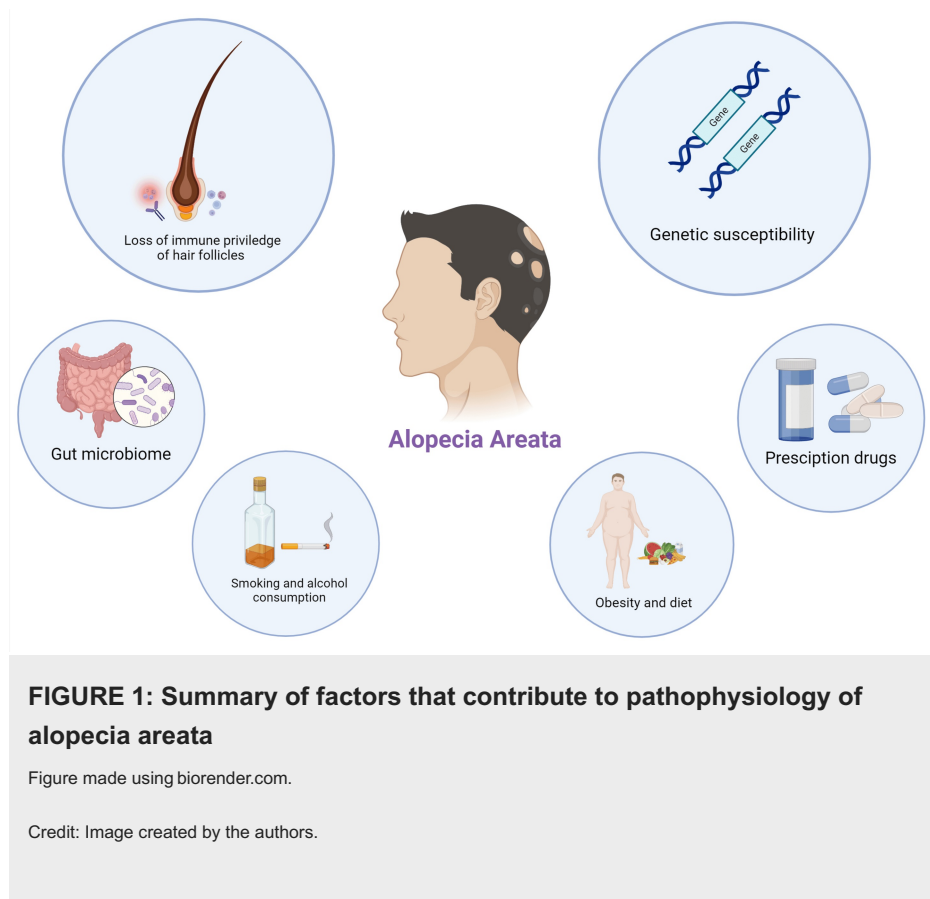 Loss of immune priviledge
of hair follicles
Gene
Gene
Genetic susceptibility
Gut microbiome
Alopecia Areata
Presciption drugs
Smoking and alcohol
consumption
Obesity and diet
FIGURE 1: Summary of factors that contribute to pathophysiology of
alopecia areata
Figure made using biorender.com.
Credit: Image created by the authors.